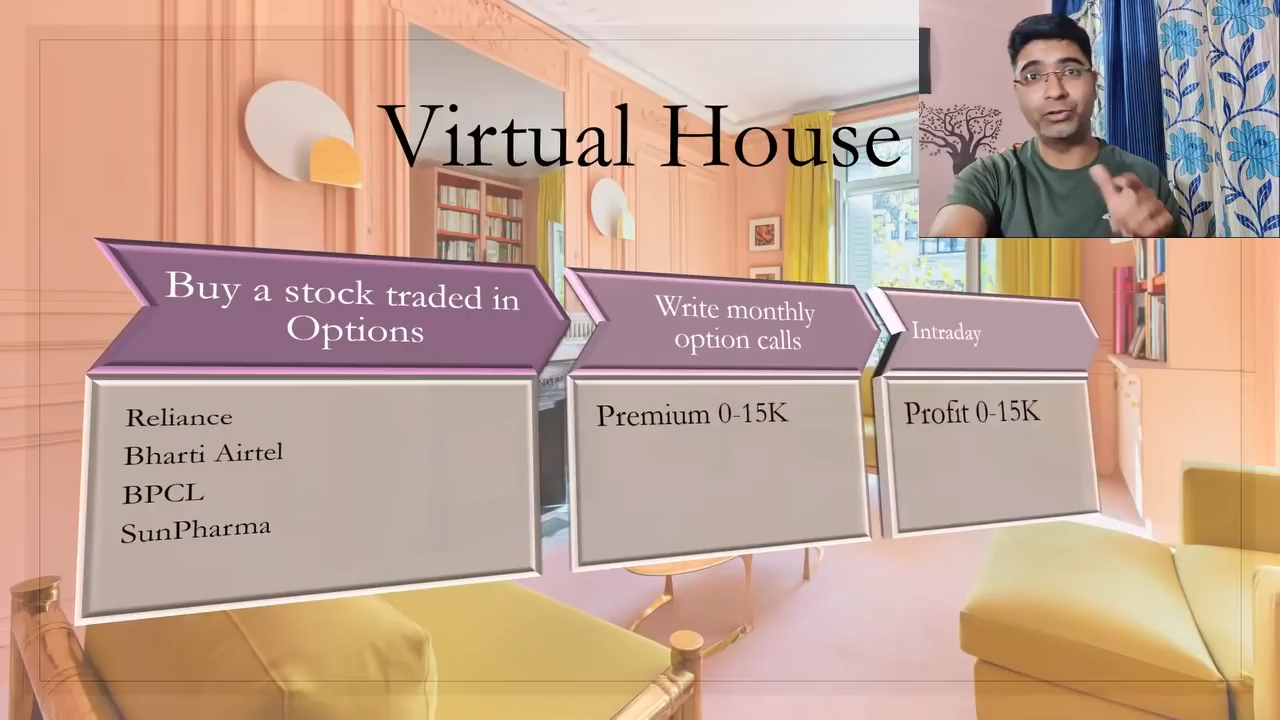 Virtual House
Buy a stock traded in
Options
Reliance
Bharti Airtel
BPCL
SunPharma
Write monthly
option calls
Premium 0-15K
Intraday
Profit 0-15K